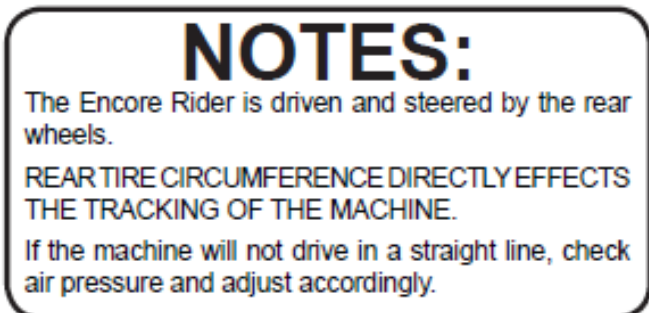 NOTES:
The Encore Rider is driven and steered by the rear
wheels.
REAR TIRE CIRCUMFERENCE DIRECTLY EFFECTS
THE TRACKING OF THE MACHINE.
If the machine will not drive in a straight line, check
air pressure and adjust accordingly.